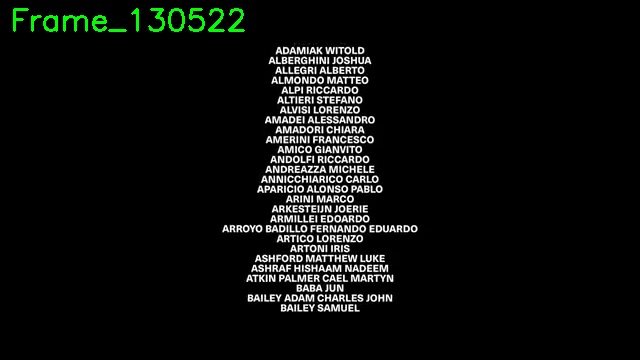 Frame_130522
ADAMIAK WITOLD
ALBERGHINI JOSHUA
ALLEGRI ALBERTO
ALMONDO MATTEO
ALPI RICCARDO
ALTIERI STEFANO
ALVISI LORENZO
AMADEI ALESSANDRO
AMADORI CHIARA
AMERINI FRANCESCO
AMICO GIANVITO
ANDOLFI RICCARDO
ANDREAZZA MICHELE
ANNICCHIARICO CARLO
APARICIO ALONSO PABLO
ARINI MARCO
ARKESTEIJN JOERIE
ARMILLEI EDOARDO
ARROYO BADILLO FERNANDO EDUARDO
ARTICO LORENZO
ARTONI IRIS
ASHFORD MATTHEW LUKE
ASHRAF HISHAAM NADEEM
ATKIN PALMER CAEL MARTYN
BABA JUN
BAILEY ADAM CHARLES JOHN
BAILEY SAMUEL